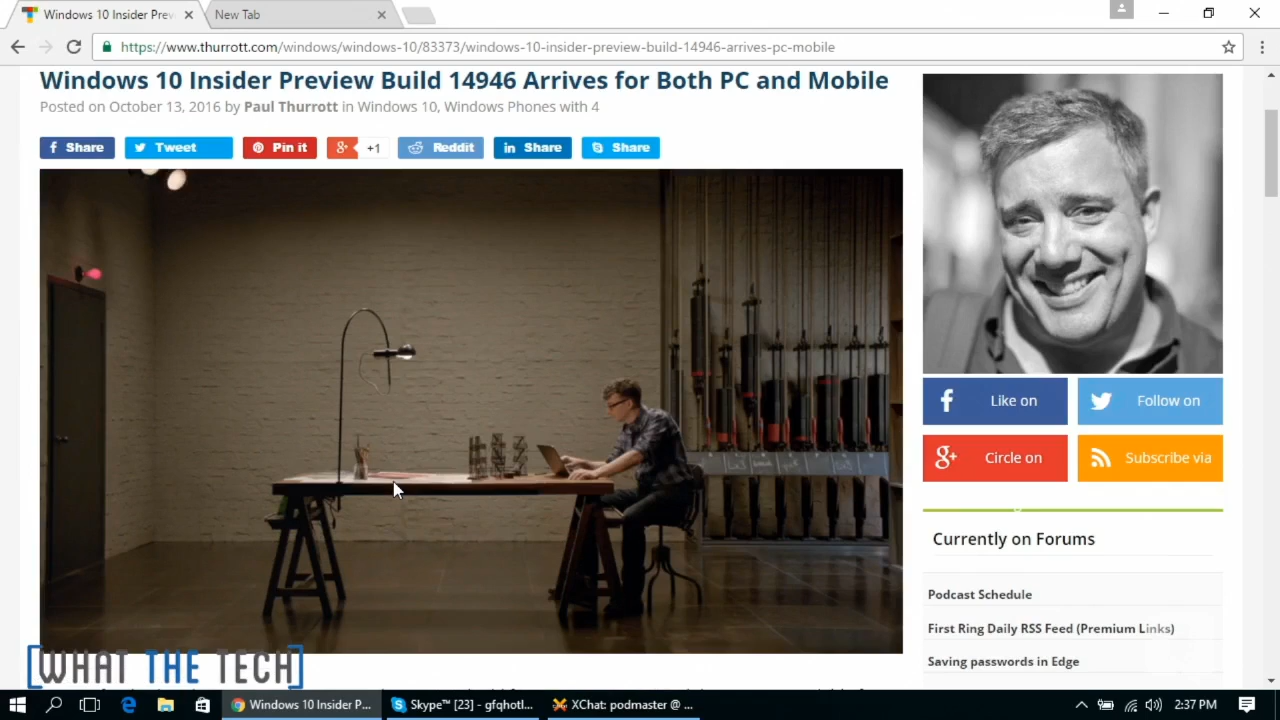 Windows 10 Insider Prev
New Tab
https://www.thurrott.com/windows/windows-10/83373/windows-10-insider-preview-build-14946-arrives-pc-mobile
Windows 10 Insider Preview Build 14946 Arrives for Both PC and Mobile
Posted on October 13, 2016 by Paul Thurrott in Windows 10, Windows Phones with 4
f Share
Tweet
Pin it
g+ +1
Reddit
in Share
Share
Like on
Follow on
g+ Circle on
Subscribe via
Currently on Forums
Podcast Schedule
First Ring Daily RSS Feed (Premium Links)
Saving passwords in Edge
[WHAT THE TECH]
Windows 10 Insider P...
Skype™ [23] - gfqhotl...
XChat: podmaster @ ...
2:37 PM